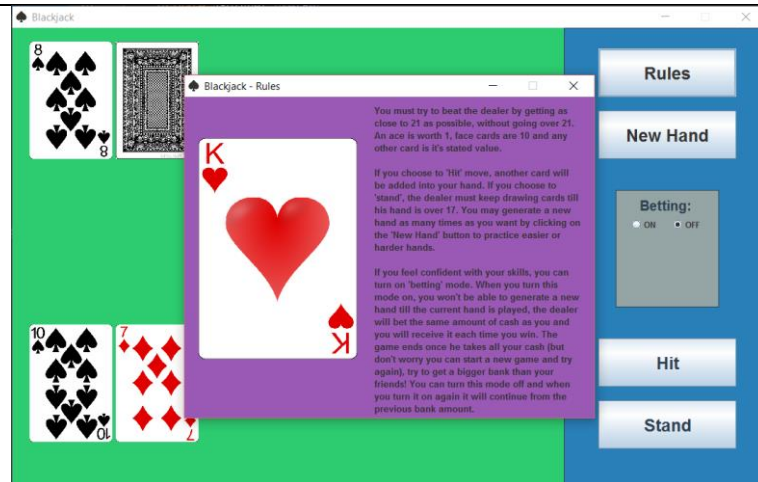 Blackjack
8
8
Blackjack - Rules
K
K
You must try to beat the dealer by getting as
close to 21 as possible, without going over 21.
An ace is worth 1, face cards are 10 and any
other card is it's stated value.
If you choose to 'Hit' move, another card will
be added into your hand. If you choose to
'stand', the dealer must keep drawing cards till
his hand is over 17. You may generate a new
hand as many times as you want by clicking on
the 'New Hand' button to practice easier or
harder hands.
If you feel confident with your skills, you can
turn on 'betting' mode. When you turn this
mode on, you won't be able to generate a new
hand till the current hand is played, the dealer
will bet the same amount of cash as you and
you will receive it each time you win. The
game ends once he takes all your cash (but
don't worry you can start a new game and try
again), try to get a bigger bank than your
friends! You can turn this mode off and when
you turn it on again it will continue from the
previous bank amount.
10
10
7
7
Rules
New Hand
Betting:
ON OFF
Hit
Stand